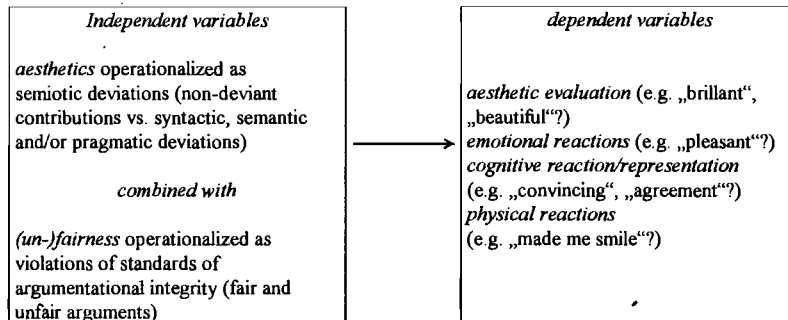 Independent variables
aesthetics operationalized as
semiotic deviations (non-deviant
contributions vs. syntactic, semantic
and/or pragmatic deviations)
combined with
(un-)fairness operationalized as
violations of standards of
argumentational integrity (fair and
unfair arguments)
dependent variables
aesthetic evaluation (e.g. „brillant“,
„beautiful“?)
emotional reactions (e.g. „pleasant“?)
cognitive reaction/representation
(e.g. „convincing“, „agreement“?)
physical reactions
(e.g. „made me smile“?)